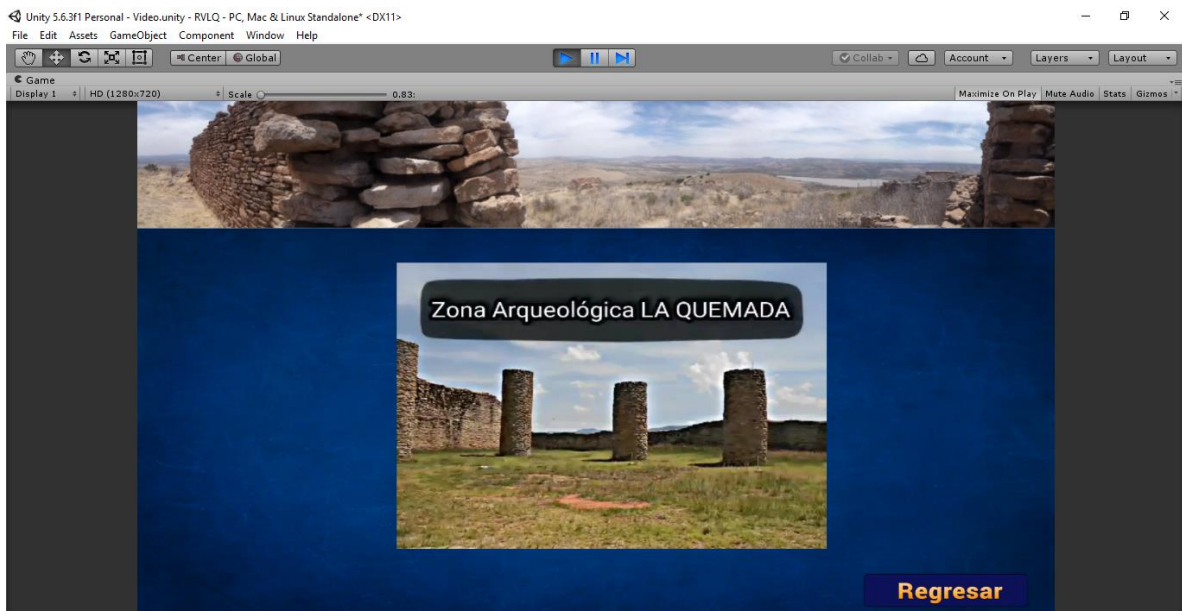 Unity 5.6.3f1 Personal - Video.unity - RVLQ - PC, Mac & Linux Standalone* <DX11>
File Edit Assets GameObject Component Window Help
Center Global Collab Account Layers Layout
Game
Display 1 HD (1280x720) Scale 0.83: Maximize On Play Mute Audio Stats Gizmos
Zona Arqueológica LA QUEMADA
Regresar